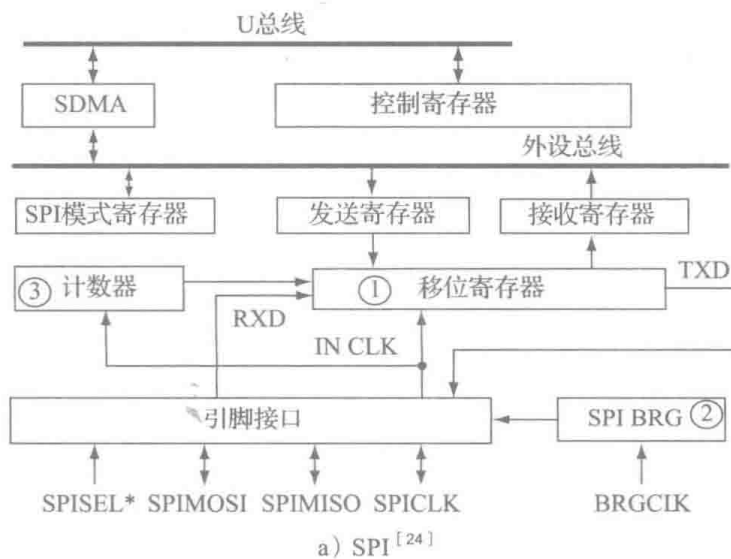 U总线
SDMA 控制寄存器
外设总线
SPI模式寄存器 发送寄存器 接收寄存器
③ 计数器 ① 移位寄存器 TXD
RXD
IN CLK
引脚接口 SPI BRG ②
SPISEL* SPIMOSI SPIMISO SPICLK BRGCLK
a) SPI[24]